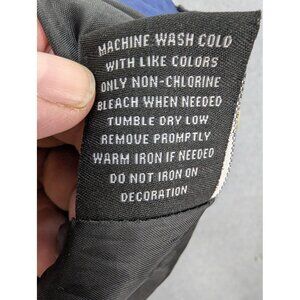 MACHINE WASH COLD
WITH LIKE COLORS
ONLY NON-CHLORINE
BLEACH WHEN NEEDED
TUMBLE DRY LOW
REMOVE PROMPTLY
WARM IRON IF NEEDED
DO NOT IRON ON
DECORATION